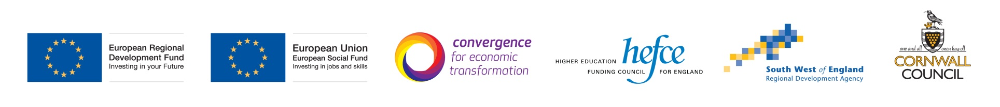 European Regional
Development Fund
Investing in your Future
European Union
European Social Fund
Investing in jobs and skills
convergence
for economic
transformation
hefce
HIGHER EDUCATION
FUNDING COUNCIL FOR ENGLAND
South West of England
Regional Development Agency
one and all onen hag oll
CORNWALL
COUNCIL